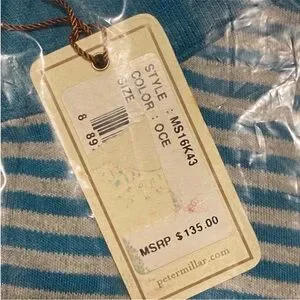 STYLE : MS16K43
COLOR : OCE
SIZE
8 89
MSRP $135.00
petermillar.com